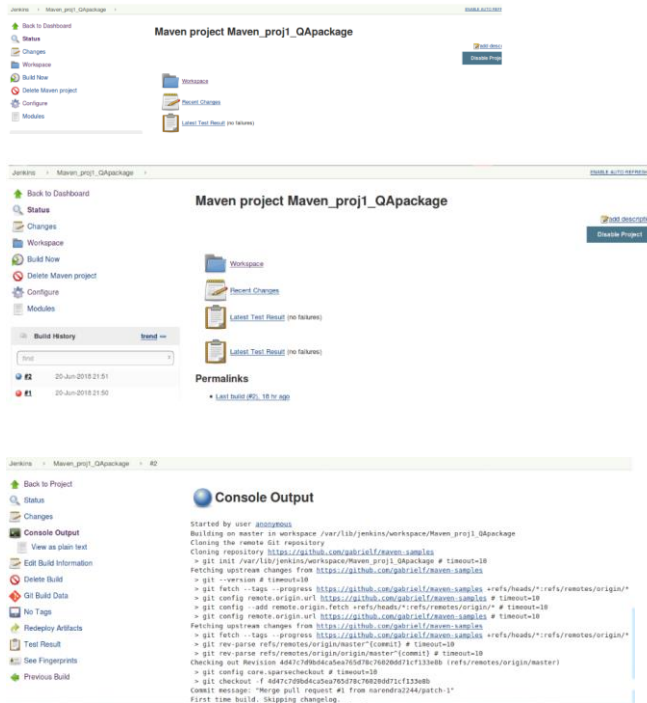 Jenkins › Maven_proj1_QApackage ›
Back to Dashboard
Status
Changes
Workspace
Build Now
Delete Maven project
Configure
Modules
Maven project Maven_proj1_QApackage
Disable
Workspace
Recent Changes
Latest Test Result (no failures)
Jenkins › Maven_proj1_QApackage ›
ENABLE AUTO REFRESH
Back to Dashboard
Status
Changes
Workspace
Build Now
Delete Maven project
Configure
Modules
Build History trend
find
#2 20-Jun-2018 21:51
#1 20-Jun-2018 21:50
Maven project Maven_proj1_QApackage
add descripti
Disable Project
Workspace
Recent Changes
Latest Test Result (no failures)
Latest Test Result (no failures)
Permalinks
• Last build (#2), 18 hr ago
Jenkins › Maven_proj1_QApackage › #2
Back to Project
Status
Changes
Console Output
View as plain text
Edit Build Information
Delete Build
Git Build Data
No Tags
Redeploy Artifacts
Test Result
See Fingerprints
Previous Build
Console Output
Started by user anonymous
Building on master in workspace /var/lib/jenkins/workspace/Maven_proj1_QApackage
Cloning the remote Git repository
Cloning repository https://github.com/gabrielf/maven-samples
> git init /var/lib/jenkins/workspace/Maven_proj1_QApackage # timeout=10
Fetching upstream changes from https://github.com/gabrielf/maven-samples
> git --version # timeout=10
> git fetch --tags --progress https://github.com/gabrielf/maven-samples +refs/heads/*:refs/remotes/origin/*
> git config remote.origin.url https://github.com/gabrielf/maven-samples # timeout=10
> git config --add remote.origin.fetch +refs/heads/*:refs/remotes/origin/* # timeout=10
> git config remote.origin.url https://github.com/gabrielf/maven-samples # timeout=10
Fetching upstream changes from https://github.com/gabrielf/maven-samples
> git fetch --tags --progress https://github.com/gabrielf/maven-samples +refs/heads/*:refs/remotes/origin/*
> git rev-parse refs/remotes/origin/master^{commit} # timeout=10
> git rev-parse refs/remotes/origin/origin/master^{commit} # timeout=10
Checking out Revision 4d47c7d9bd4ca5ea765d78c76020dd71cf133e8b (refs/remotes/origin/master)
> git config core.sparsecheckout # timeout=10
> git checkout -f 4d47c7d9bd4ca5ea765d78c76020dd71cf133e8b
Commit message: "Merge pull request #1 from narendra2244/patch-1"
First time build. Skipping changelog.